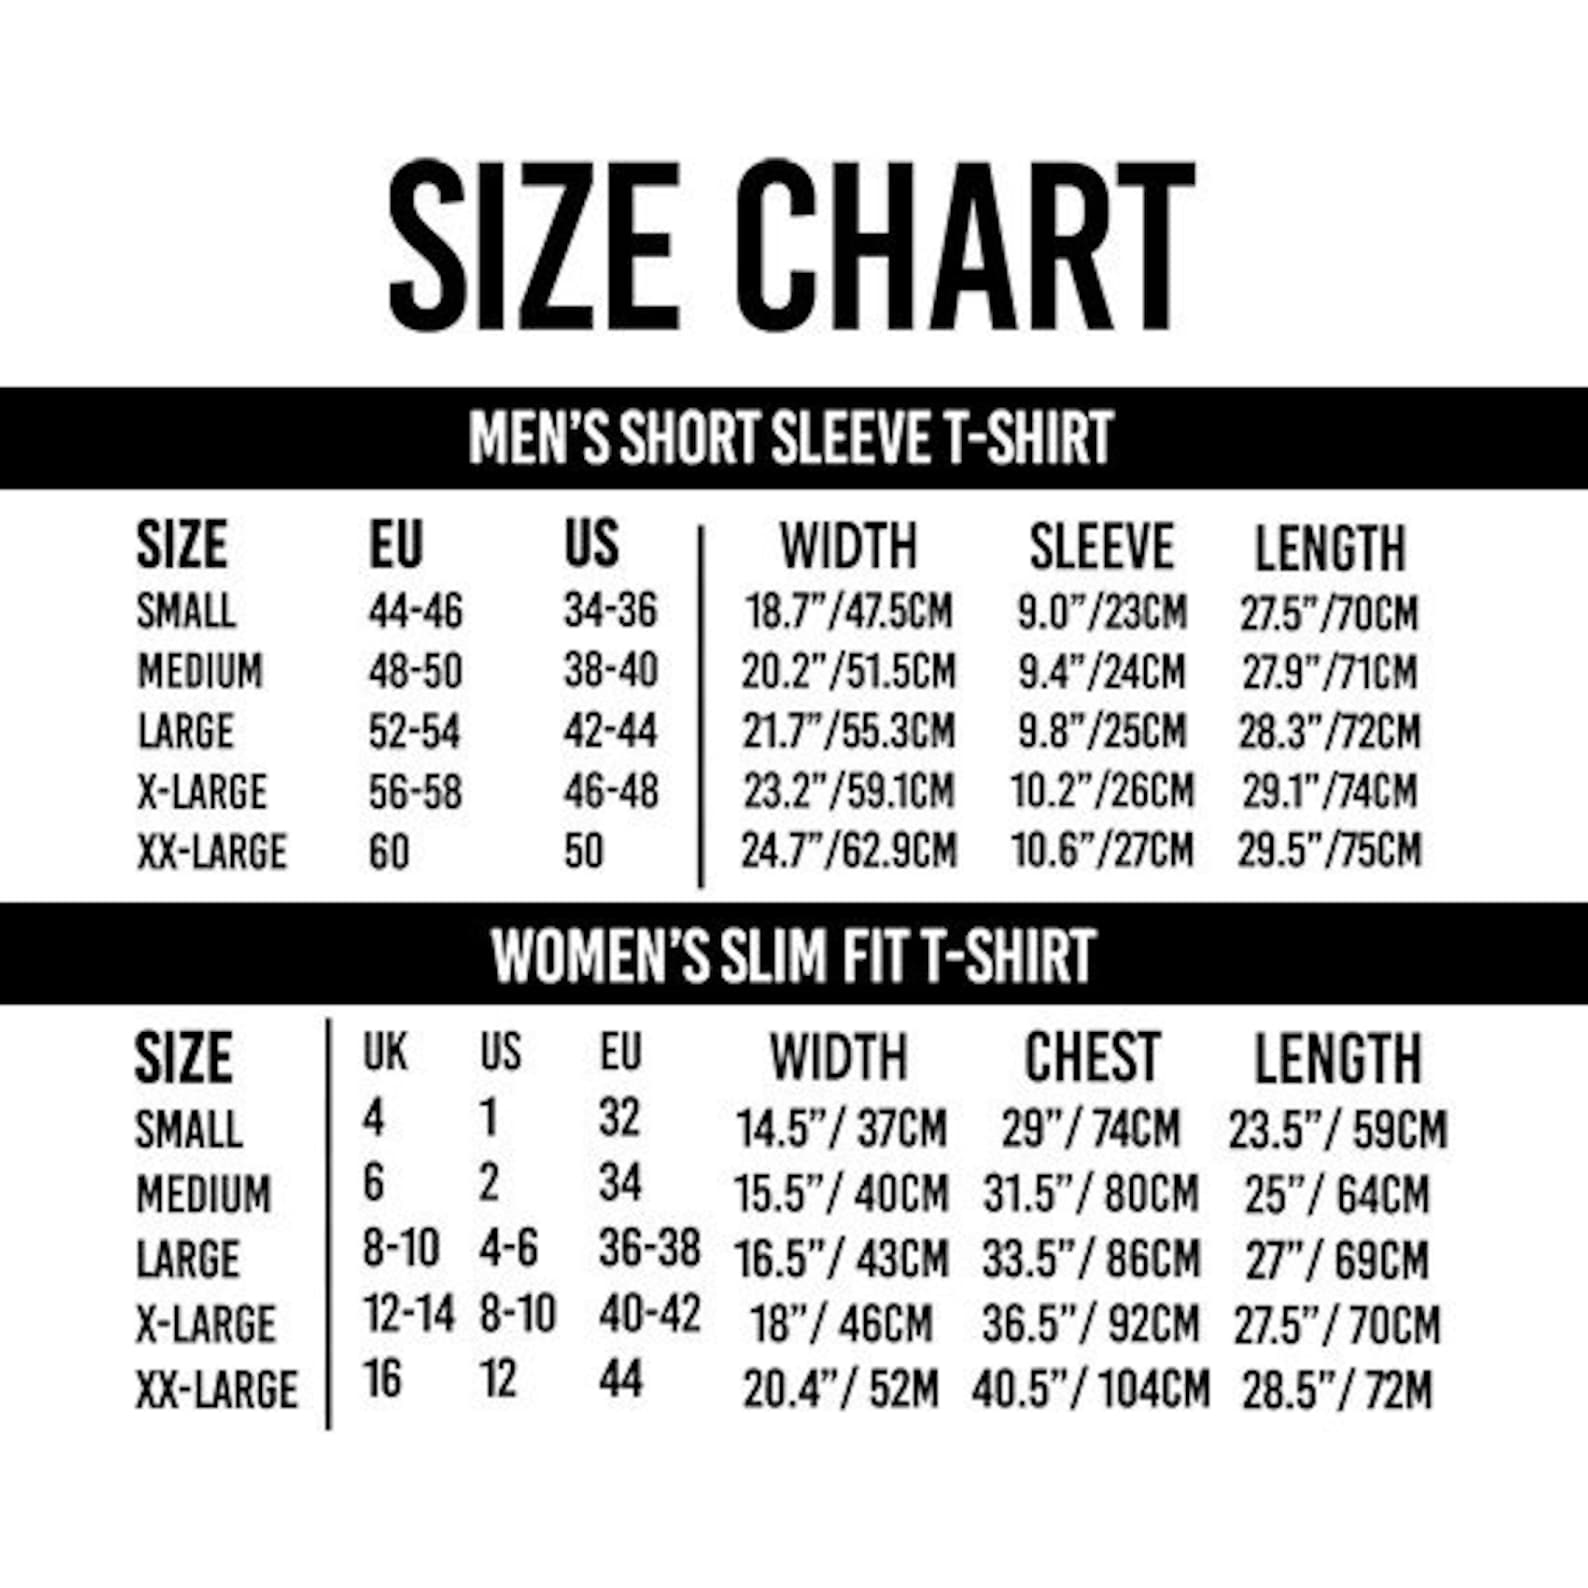 SIZE CHART
MEN’S SHORT SLEEVE T-SHIRT
SIZE EU US WIDTH SLEEVE LENGTH
SMALL 44-46 34-36 18.7”/47.5CM 9.0”/23CM 27.5”/70CM
MEDIUM 48-50 38-40 20.2”/51.5CM 9.4”/24CM 27.9”/71CM
LARGE 52-54 42-44 21.7”/55.3CM 9.8”/25CM 28.3”/72CM
X-LARGE 56-58 46-48 23.2”/59.1CM 10.2”/26CM 29.1”/74CM
XX-LARGE 60 50 24.7”/62.9CM 10.6”/27CM 29.5”/75CM
WOMEN’S SLIM FIT T-SHIRT
SIZE UK US EU WIDTH CHEST LENGTH
SMALL 4 1 32 14.5”/ 37CM 29”/ 74CM 23.5”/ 59CM
MEDIUM 6 2 34 15.5”/ 40CM 31.5”/ 80CM 25”/ 64CM
LARGE 8-10 4-6 36-38 16.5”/ 43CM 33.5”/ 86CM 27”/ 69CM
X-LARGE 12-14 8-10 40-42 18”/ 46CM 36.5”/ 92CM 27.5”/ 70CM
XX-LARGE 16 12 44 20.4”/ 52M 40.5”/ 104CM 28.5”/ 72M